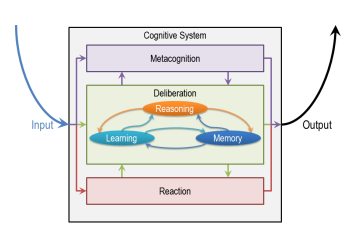 Cognitive System
Metacognition
Deliberation
Reasoning
Input
Learning
Memory
Output
Reaction